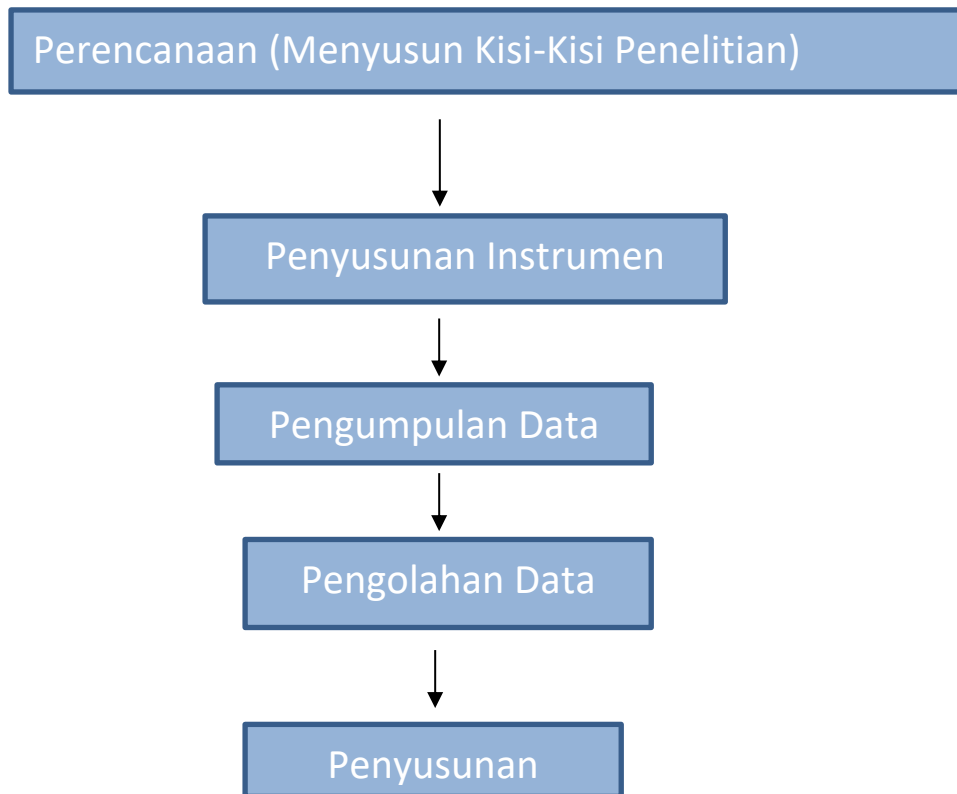 Perencanaan (Menyusun Kisi-Kisi Penelitian)
Penyusunan Instrumen
Pengumpulan Data
Pengolahan Data
Penyusunan